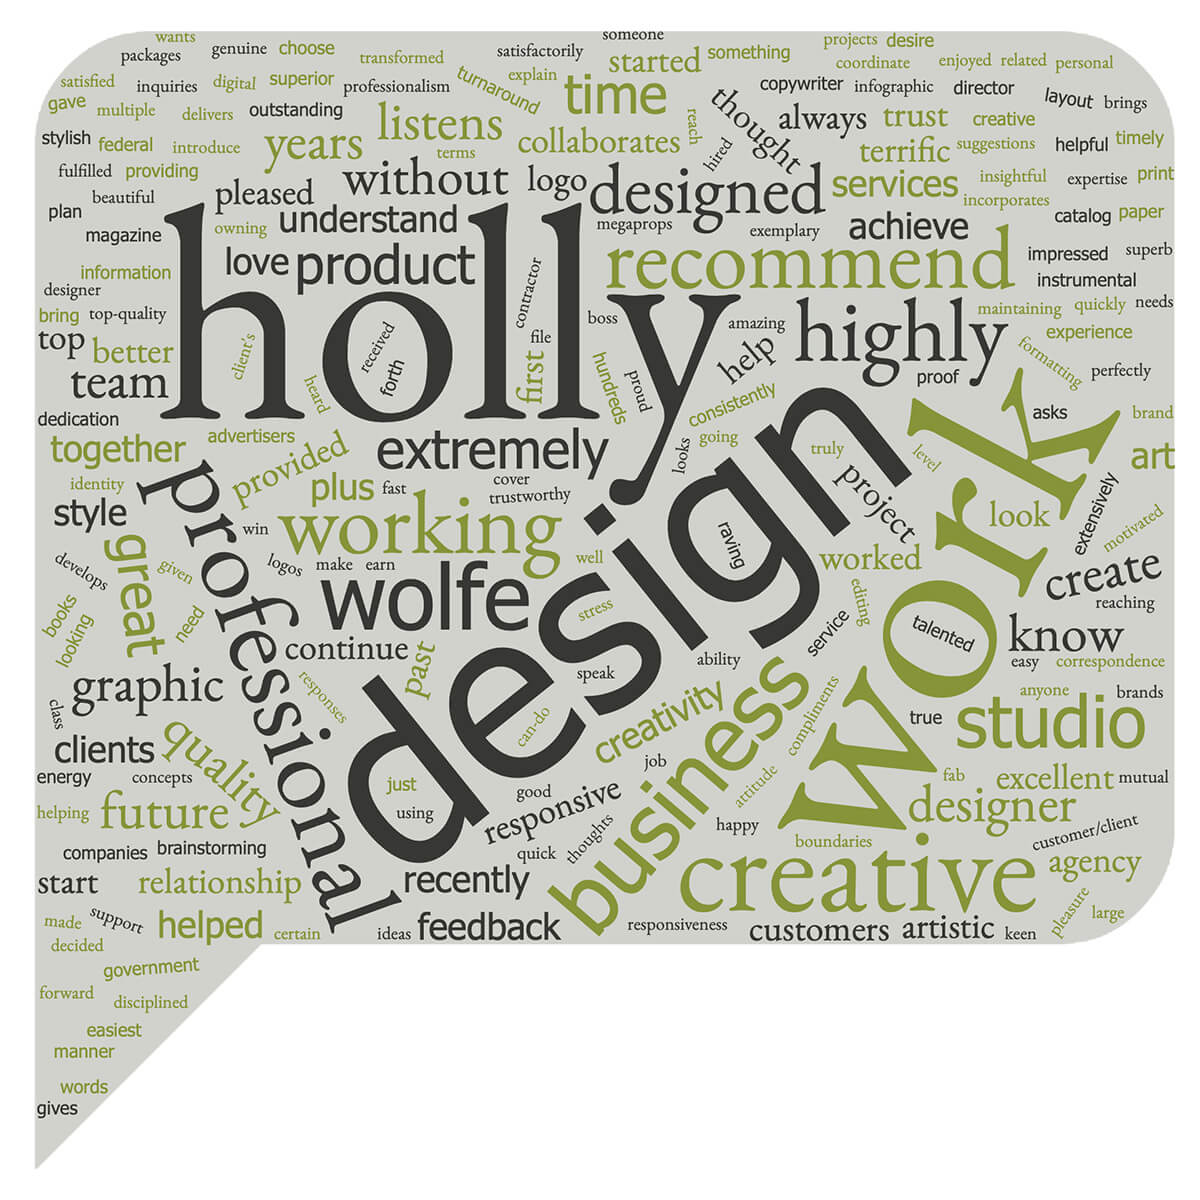 wants
someone
packages
genuine
choose
transformed
satisfactorily
started
something
projects
desire
coordinate
enjoyed
related
personal
satisfied
inquiries
digital
superior
professionalism
turnaround
explain
time
copywriter
infographic
director
layout
brings
gave
multiple
delivers
outstanding
listens
collaborates
reach
thought
always
trust
creative
stylish
federal
introduce
years
terms
hired
terrific
suggestions
helpful
timely
fulfilled
providing
pleased
without
logo
designed
services
insightful
expertise
print
beautiful
plan
owning
understand
megaprops
exemplary
achieve
incorporates
catalog
paper
magazine
love
product
recommend
impressed
superb
information
instrumental
designer
holly
contractor
bring
top-quality
boss
amazing
highly
maintaining
quickly
needs
top
better
client's
received
forth
file
first
hundreds
proud
help
experience
formatting
perfectly
team
heard
proof
dedication
consistently
asks
brand
together
advertisers
provided
extremely
looks
going
truly
level
art
identity
plus
fast
cover
trustworthy
project
style
professional
win
working
design
raving
look
extensively
motivated
great
develops
given
logos
make
earn
well
worked
work
create
books
looking
need
wolfe
stress
editing
reaching
continue
past
service
talented
know
graphic
responses
speak
ability
easy
correspondence
class
quality
can-do
creativity
business
compliments
true
anyone
brands
studio
clients
energy
concepts
just
job
attitude
fab
excellent
mutual
helping
future
using
good
responsive
happy
designer
companies
brainstorming
quick
thoughts
boundaries
customer/client
start
relationship
recently
creative
agency
made
support
helped
certain
ideas
feedback
responsiveness
customers
artistic
keen
pleasure
large
decided
government
forward
disciplined
easiest
manner
words
gives